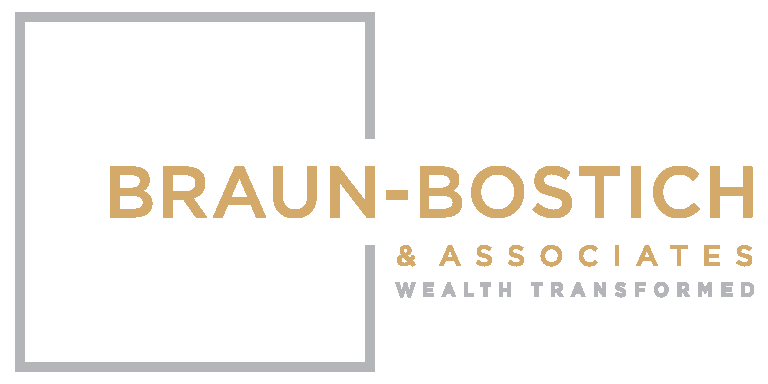 BRAUN-BOSTICH
& ASSOCIATES
WEALTH TRANSFORMED